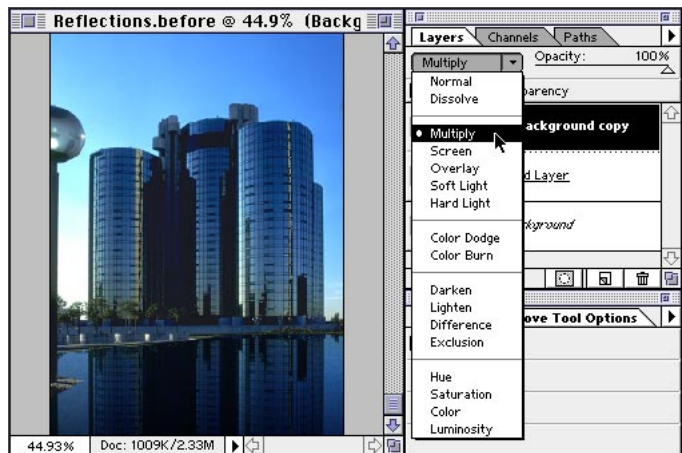 Reflections.before @ 44.9% (Backg
Layers
Channels
Paths
Multiply
Opacity:
100%
Normal
Dissolve
Multiply
Screen
Overlay
Soft Light
Hard Light
Color Dodge
Color Burn
Darken
Lighten
Difference
Exclusion
Hue
Saturation
Color
Luminosity
arency
ackground copy
d Layer
kground
ove Tool Options
44.93%
Doc: 1009K/2.33M